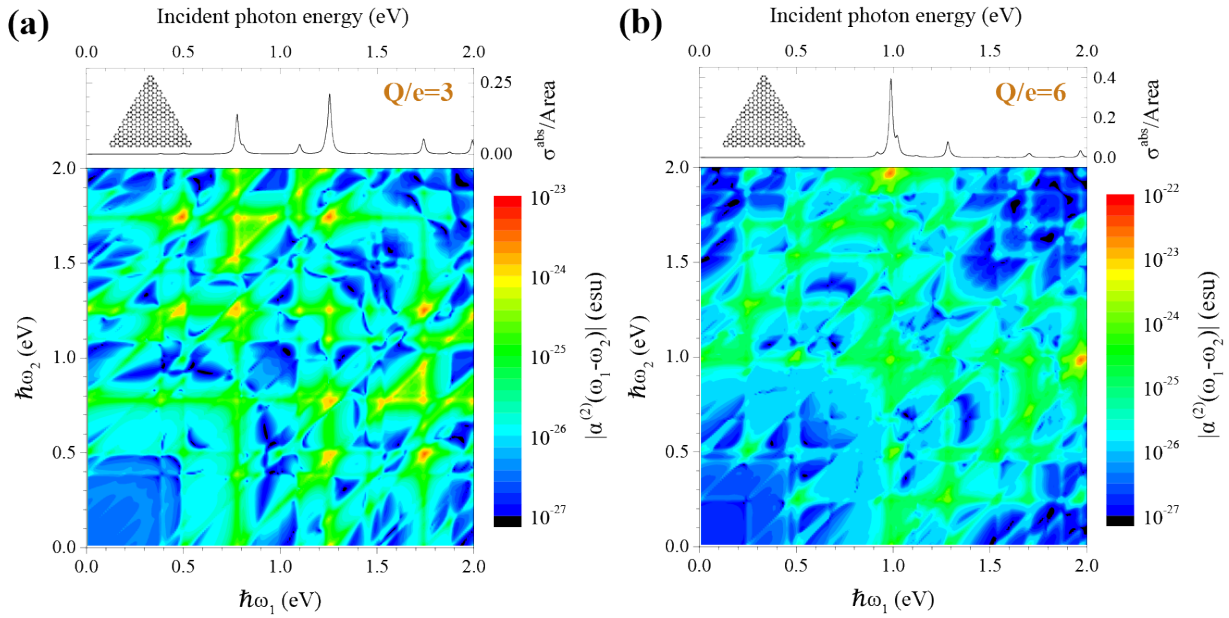 (a)
Incident photon energy (eV)
0.0 0.5 1.0 1.5 2.0
Q/e=3
0.25
0.00
σ^abs/Area
2.0
1.5
1.0
0.5
0.0
ℏω₂ (eV)
0.0 0.5 1.0 1.5 2.0
ℏω₁ (eV)
10⁻²³
10⁻²⁴
10⁻²⁵
10⁻²⁶
10⁻²⁷
|α⁽²⁾(ω₁-ω₂)| (esu)
(b)
Incident photon energy (eV)
0.0 0.5 1.0 1.5 2.0
Q/e=6
0.4
0.2
0.0
σ^abs/Area
2.0
1.5
1.0
0.5
0.0
ℏω₂ (eV)
0.0 0.5 1.0 1.5 2.0
ℏω₁ (eV)
10⁻²²
10⁻²³
10⁻²⁴
10⁻²⁵
10⁻²⁶
10⁻²⁷
|α⁽²⁾(ω₁-ω₂)| (esu)